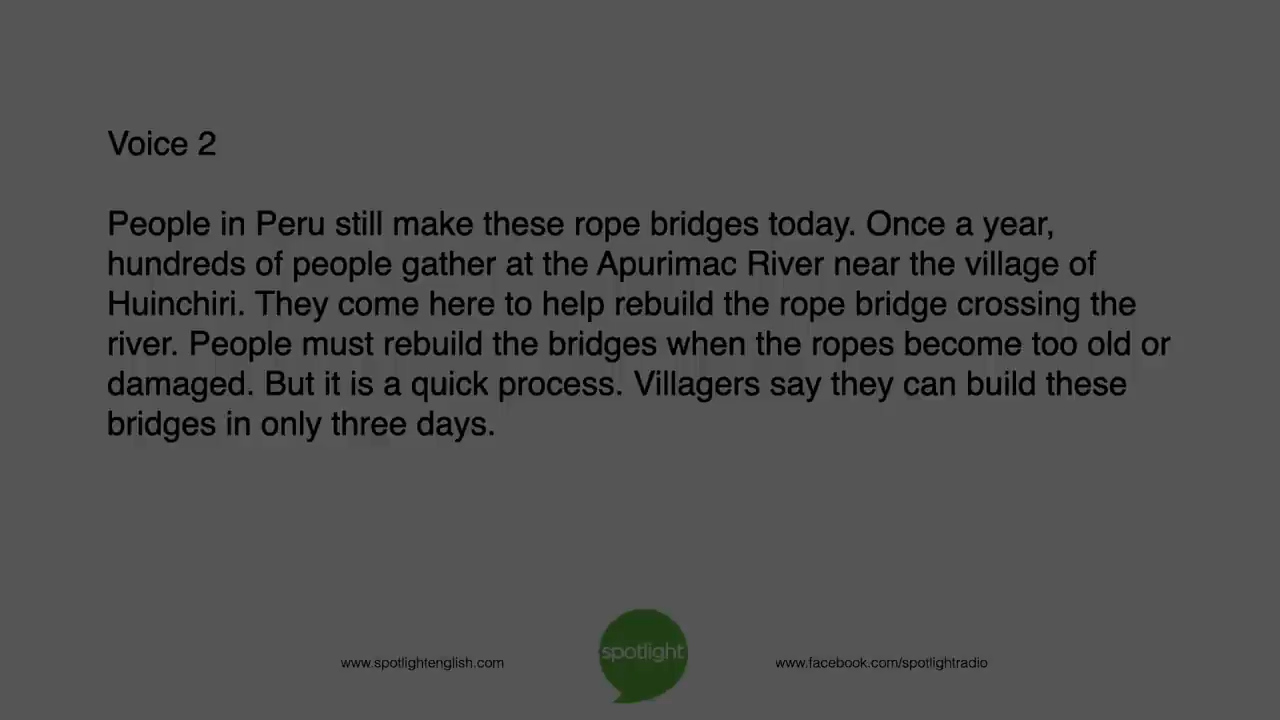 Voice 2
People in Peru still make these rope bridges today. Once a year,
hundreds of people gather at the Apurimac River near the village of
Huinchiri. They come here to help rebuild the rope bridge crossing the
river. People must rebuild the bridges when the ropes become too old or
damaged. But it is a quick process. Villagers say they can build these
bridges in only three days.
www.spotlightenglish.com
spotlight
www.facebook.com/spotlightradio